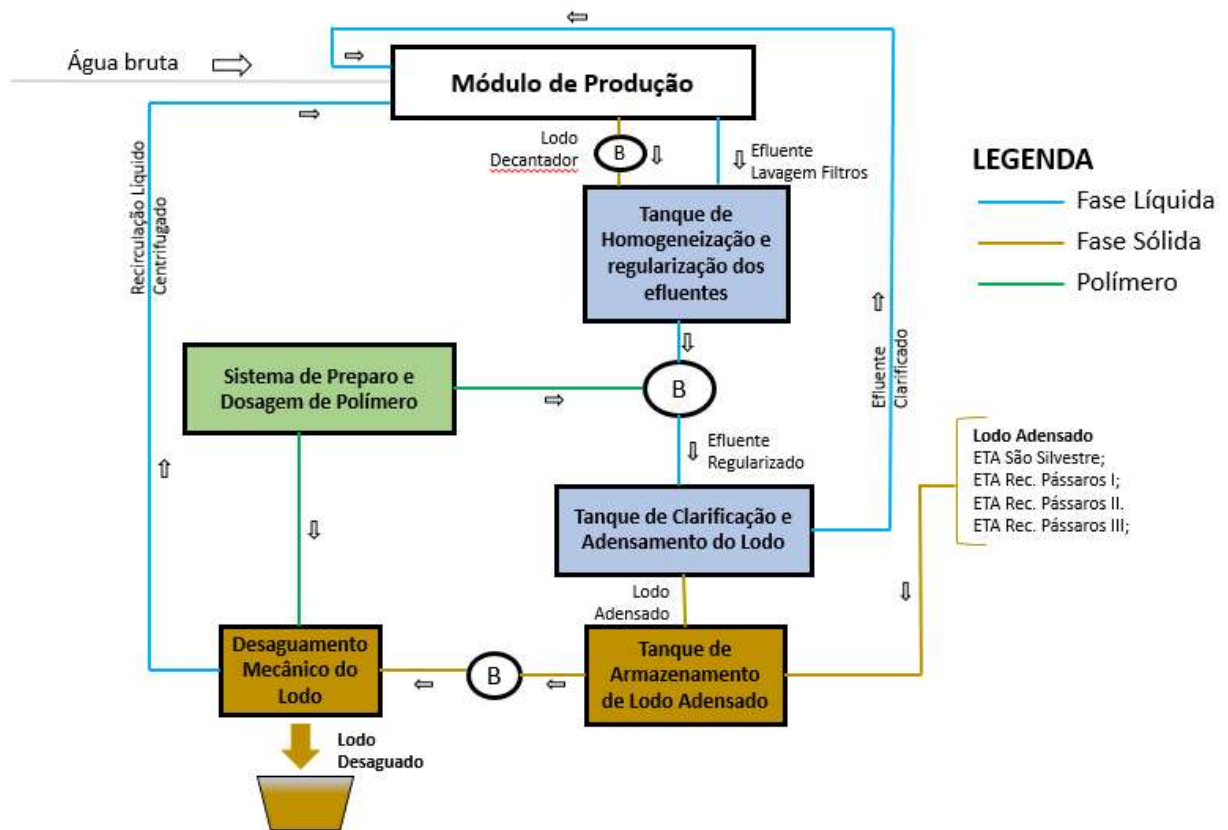 Água bruta
Módulo de Produção
Lodo
Decantador
B
Efluente
Lavagem Filtros
LEGENDA
Fase Líquida
Fase Sólida
Polímero
Recirculação Líquido
Centrifugado
Tanque de
Homogeneização e
regularização dos
efluentes
Efluente
Clarificado
Sistema de Preparo e
Dosagem de Polímero
B
Efluente
Regularizado
Lodo Adensado
ETA São Silvestre;
ETA Rec. Pássaros I;
ETA Rec. Pássaros II.
ETA Rec. Pássaros III;
Tanque de Clarificação e
Adensamento do Lodo
Lodo
Adensado
Desaguamento
Mecânico do
Lodo
B
Tanque de
Armazenamento
de Lodo Adensado
Lodo
Desaguado